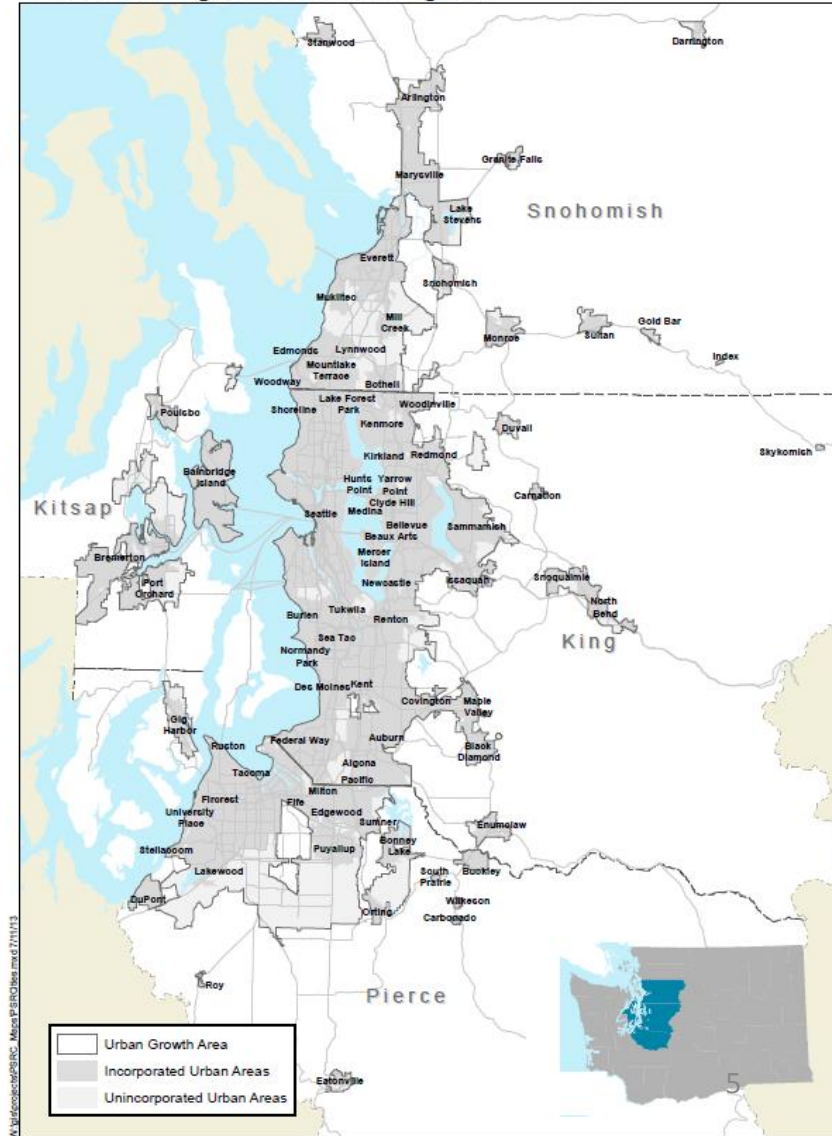 Stanwood
Darrington
Arlington
Granite Falls
Marysville
Lake
Stevens
Snohomish
Everett
Snohomish
Mukilteo
Mill
Creek
Gold Bar
Monroe
Sultan
Index
Edmonds
Lynnwood
Mountlake
Terrace
Woodway
Bothell
Lake Forest
Park
Woodinville
Shoreline
Poulsbo
Kenmore
Duvall
Skykomish
Kirkland
Redmond
Bainbridge
Island
Hunts
Point
Yarrow
Point
Carnation
Clyde Hill
Kitsap
Medina
Seattle
Bellevue
Sammamish
Beaux Arts
Bremerton
Mercer
Island
Port
Orchard
Newcastle
Issaquah
Snoqualmie
North
Bend
Burien
Tukwila
Renton
Sea Tac
King
Normandy
Park
Des Moines
Kent
Covington
Maple
Valley
Gig
Harbor
Ruston
Federal Way
Auburn
Black
Diamond
Algona
Tacoma
Pacific
Milton
Fircrest
Fife
Edgewood
University
Place
Sumner
Enumclaw
Bonney
Lake
Puyallup
Steilacoom
Lakewood
South
Prairie
Buckley
DuPont
Orting
Wilkeson
Carbonado
Roy
Pierce
Eatonville
Urban Growth Area
Incorporated Urban Areas
Unincorporated Urban Areas
5